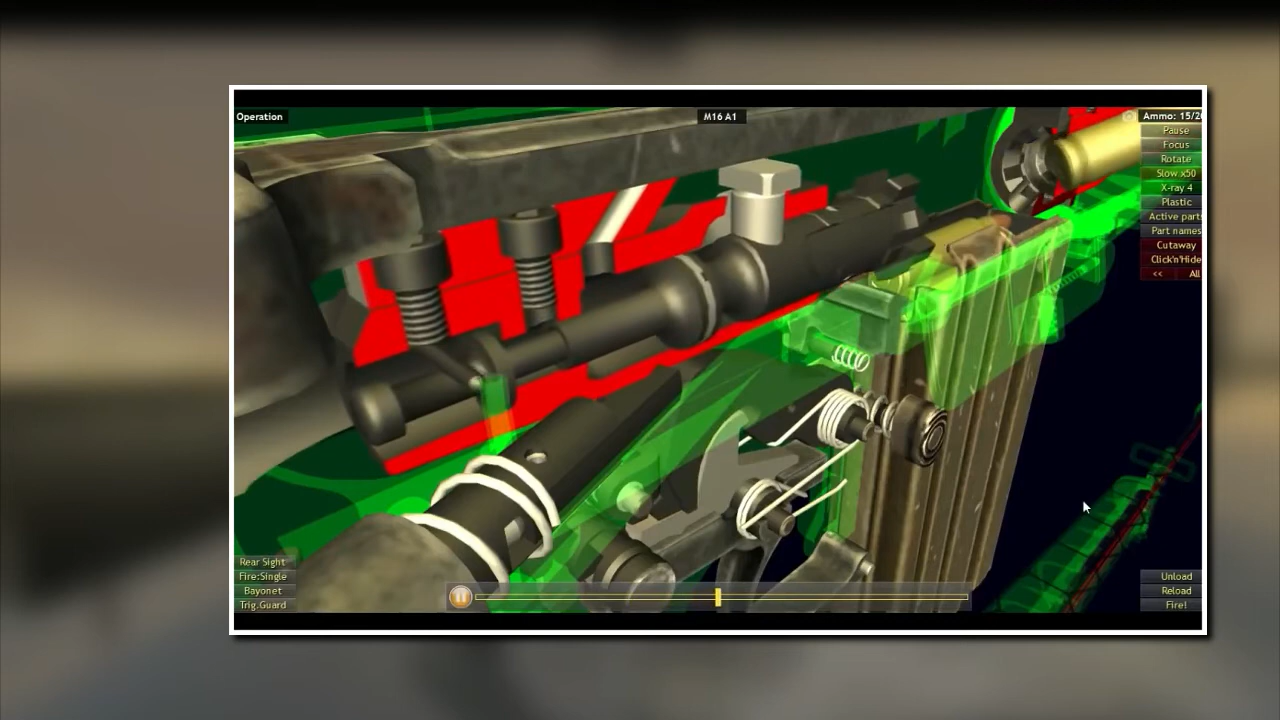 Operation
M16 A1
Ammo: 15/20
Pause
Focus
Rotate
Slow x50
X-ray 4
Plastic
Active parts
Part names
Cutaway
Click'n'Hide
<< All
Rear Sight
Fire:Single
Bayonet
Trig.Guard
Unload
Reload
Fire!